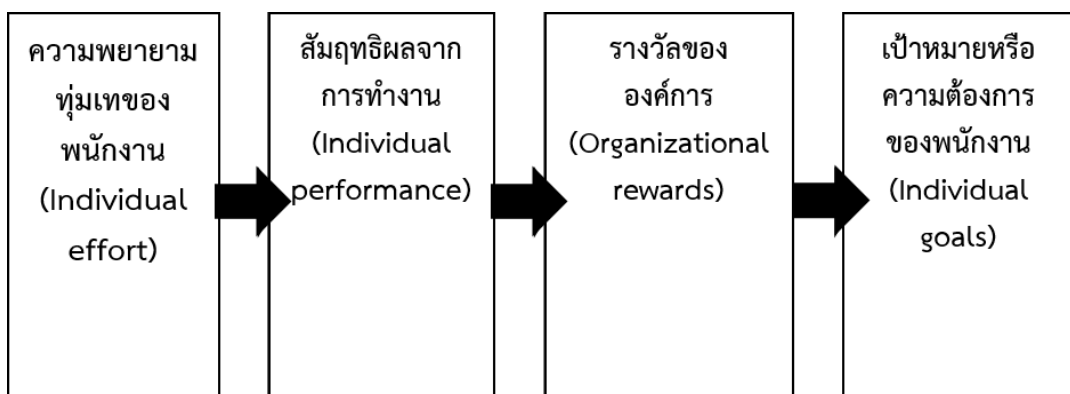 ความพยายาม
ทุ่มเทของ
พนักงาน
(Individual
effort)
สัมฤทธิผลจาก
การทำงาน
(Individual
performance)
รางวัลของ
องค์การ
(Organizational
rewards)
เป้าหมายหรือ
ความต้องการ
ของพนักงาน
(Individual
goals)